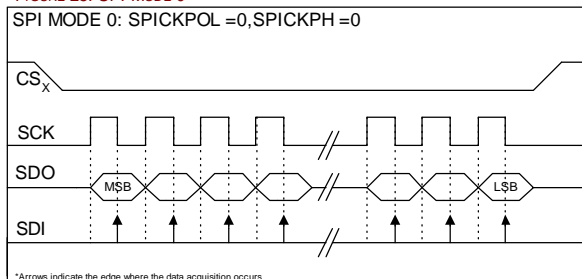 SPI MODE 0: SPICKPOL =0,SPICKPH =0
CSX
SCK
SDO
MSB
LSB
SDI
*Arrows indicate the edge where the data acquisition occurs